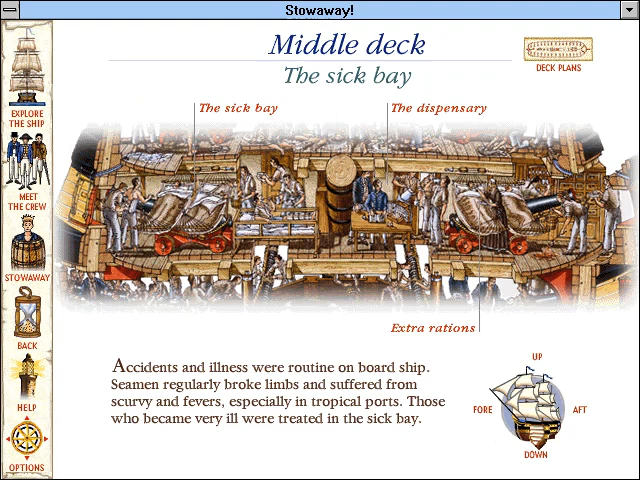 Stowaway!
Middle deck
The sick bay
DECK PLANS
EXPLORE
THE SHIP
MEET
THE CREW
STOWAWAY
BACK
HELP
OPTIONS
The sick bay
The dispensary
Extra rations
Accidents and illness were routine on board ship.
Seamen regularly broke limbs and suffered from
scurvy and fevers, especially in tropical ports. Those
who became very ill were treated in the sick bay.
UP
FORE
AFT
DOWN